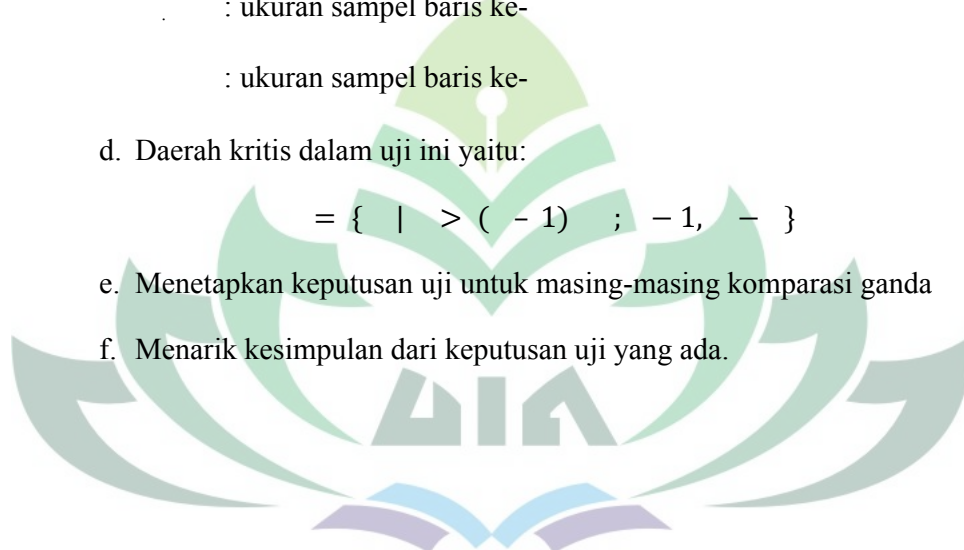 . : ukuran sampel baris ke-
: ukuran sampel baris ke-
d. Daerah kritis dalam uji ini yaitu:
= { | > ( – 1) ; − 1, − }
e. Menetapkan keputusan uji untuk masing-masing komparasi ganda
f. Menarik kesimpulan dari keputusan uji yang ada.
UIN